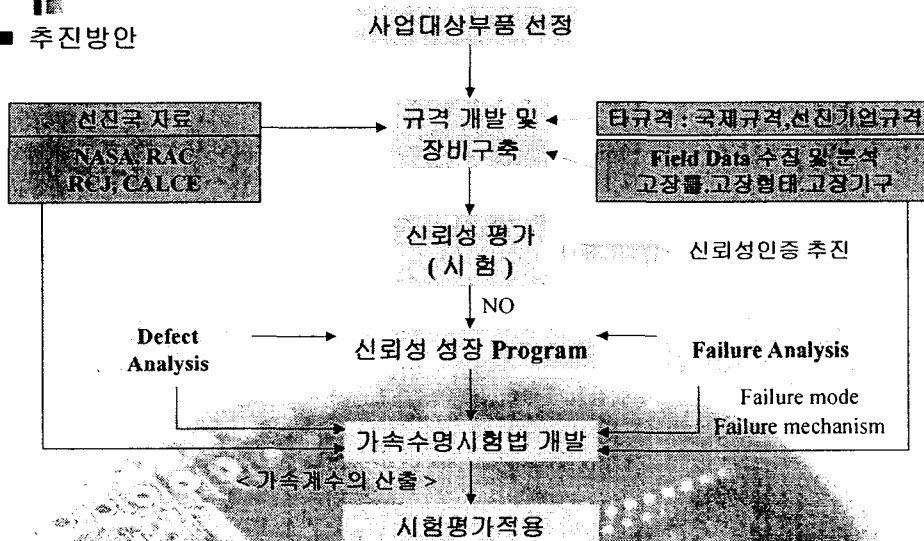 ■ 추진방안
사업대상부품 선정
선진국 자료
NASA, RAC
RCJ, CALCE
규격 개발 및
장비구축
타규격 : 국제규격,선진기업규격
Field Data 수집 및 분석
고장률,고장형태,고장기구
신뢰성 평가
( 시 험 )
신뢰성인증 추진
NO
Defect
Analysis
신뢰성 성장 Program
Failure Analysis
Failure mode
Failure mechanism
가속수명시험법 개발
< 가속계수의 산출 >
시험평가적용